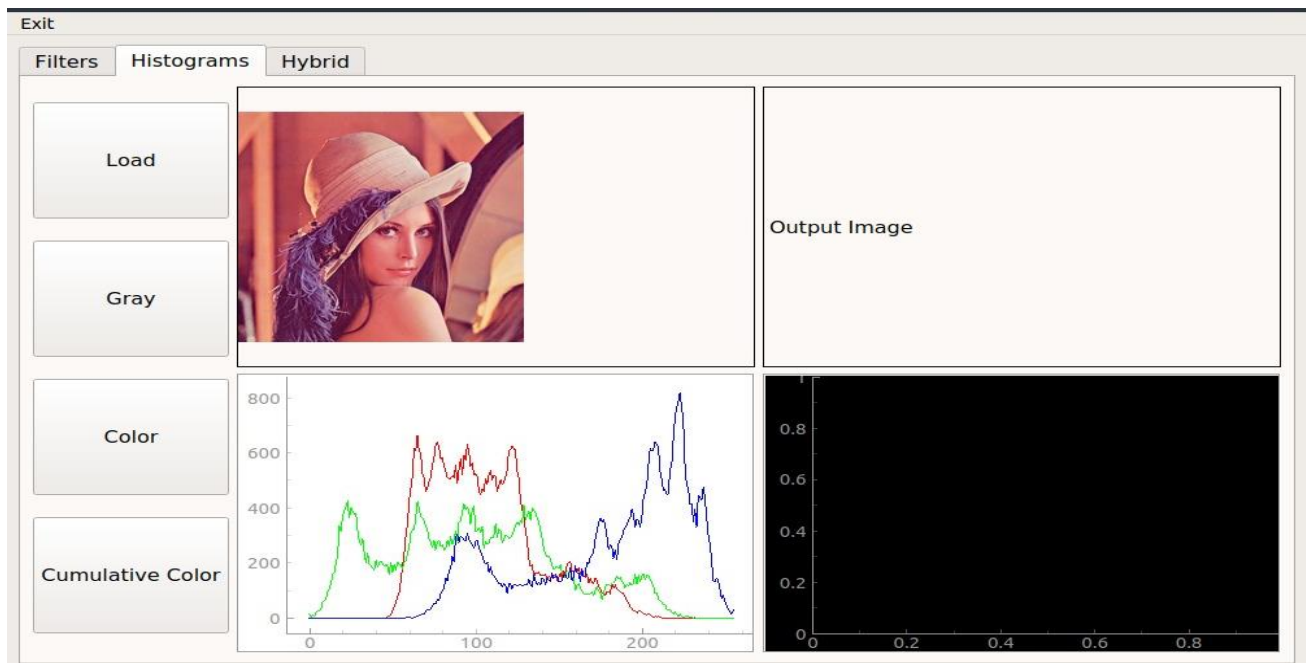 Exit
Filters Histograms Hybrid
Load
Output Image
Gray
Color
Cumulative Color
800
600
400
200
0
0 100 200
1
0.8
0.6
0.4
0.2
0
0 0.2 0.4 0.6 0.8